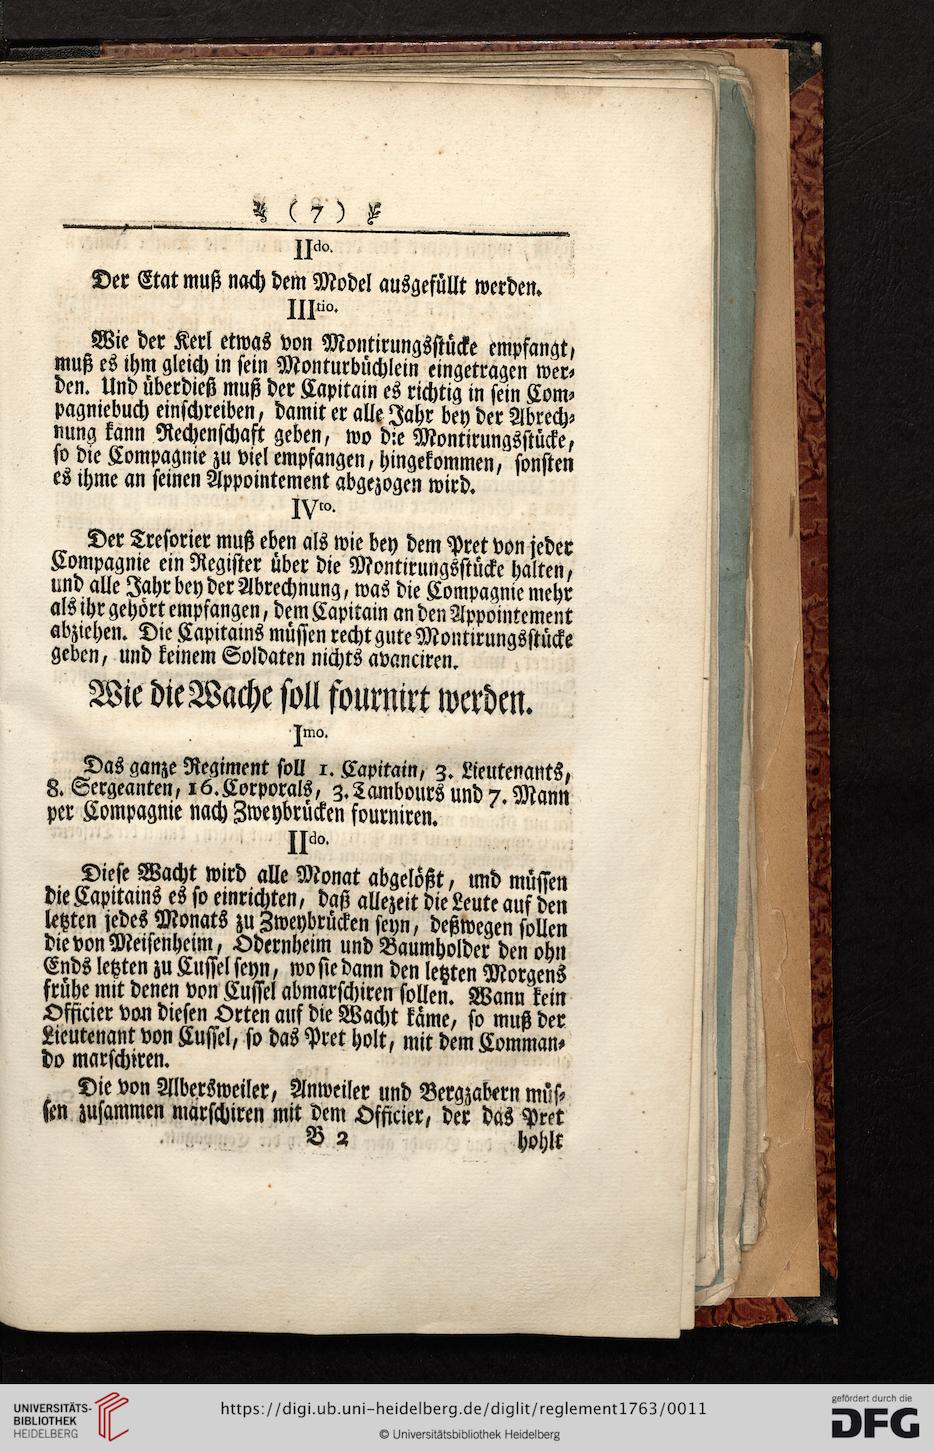 ( 7 )
IIdo.
Der Etat muß nach dem Model ausgefüllt werden.
IIItio.
Wie der Kerl etwas von Montirungsstücke empfangt,
muß es ihm gleich in sein Monturbüchlein eingetragen wer-
den. Und überdieß muß der Capitain es richtig in sein Com-
pagniebuch einschreiben, damit er alle Jahr bey der Abrech-
nung kann Rechenschaft geben, wo die Montirungsstücke,
so die Compagnie zu viel empfangen, hingekommen, sonsten
es ihme an seinen Appointement abgezogen wird.
IVto.
Der Tresorier muß eben als wie bey dem Pret von jeder
Compagnie ein Register über die Montirungsstücke halten,
und alle Jahr bey der Abrechnung, was die Compagnie mehr
als ihr gehört empfangen, dem Capitain an den Appointement
abziehen. Die Capitains müssen recht gute Montirungsstücke
geben, und keinem Soldaten nichts avanciren.
Wie die Wache soll fournirt werden.
Imo.
Das ganze Regiment soll 1. Capitain, 3. Lieutenants,
8. Sergeanten, 16. Corporals, 3. Tambours und 7. Mann
per Compagnie nach Zweybrücken fourniren.
IIdo.
Diese Wacht wird alle Monat abgelößt, und müssen
die Capitains es so einrichten, daß allezeit die Leute auf den
letzten jedes Monats zu Zweybrücken seyn, deßwegen sollen
die von Meisenheim, Odernheim und Baumholder den ohn
Ends letzten zu Cussel seyn, wo sie dann den letzten Morgens
frühe mit denen von Cussel abmarschiren sollen. Wann kein
Officier von diesen Orten auf die Wacht käme, so muß der
Lieutenant von Cussel, so das Pret holt, mit dem Comman-
do marschiren.
Die von Albersweiler, Anweiler und Bergzabern müs-
sen zusammen marschiren mit dem Officier, der das Pret
B 2 hohlt
UNIVERSITÄTS-
BIBLIOTHEK
HEIDELBERG
https://digi.ub.uni-heidelberg.de/diglit/reglement1763/0011
© Universitätsbibliothek Heidelberg
gefördert durch die
DFG